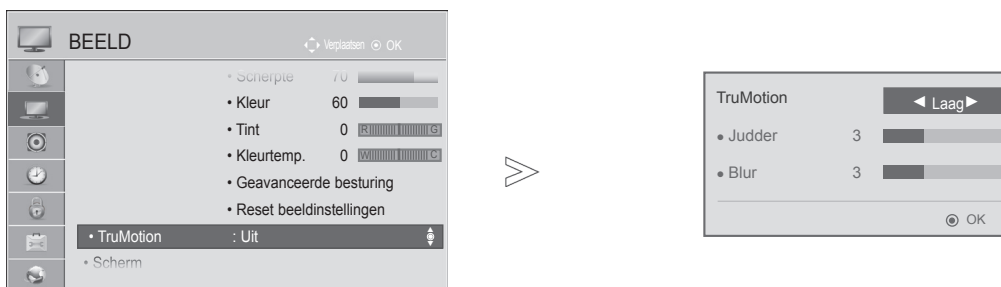 BEELD
Verplaatsen OK
• Scherpte 70
• Kleur 60
• Tint 0 R G
• Kleurtemp. 0 W C
• Geavanceerde besturing
• Reset beeldinstellingen
• TruMotion : Uit
• Scherm
TruMotion ◄ Laag ►
• Judder 3
• Blur 3
OK